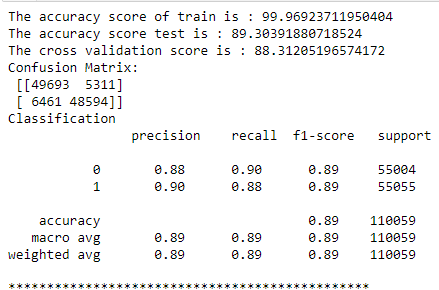 The accuracy score of train is : 99.96923711950404
The accuracy score test is : 89.30391880718524
The cross validation score is : 88.31205196574172
Confusion Matrix:
[[49693  5311]
[ 6461 48594]]
Classification
precision    recall  f1-score   support
0       0.88      0.90      0.89     55004
1       0.90      0.88      0.89     55055
accuracy                           0.89    110059
macro avg       0.89      0.89      0.89    110059
weighted avg       0.89      0.89      0.89    110059
***********************************************